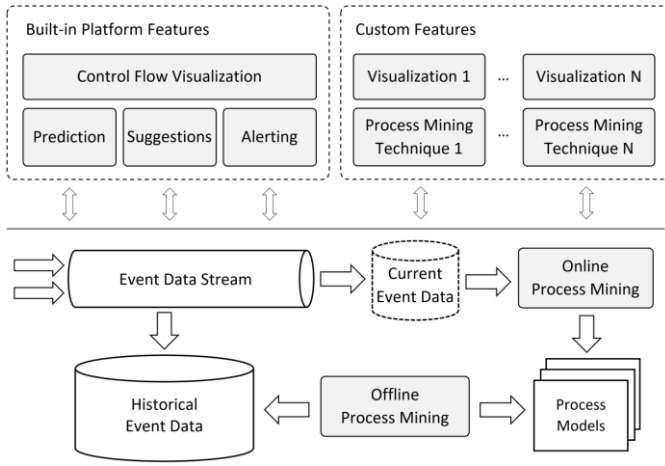 Built-in Platform Features
Control Flow Visualization
Prediction
Suggestions
Alerting
Custom Features
Visualization 1
...
Visualization N
Process Mining
Technique 1
...
Process Mining
Technique N
Event Data Stream
Current
Event Data
Online
Process Mining
Historical
Event Data
Offline
Process Mining
Process
Models